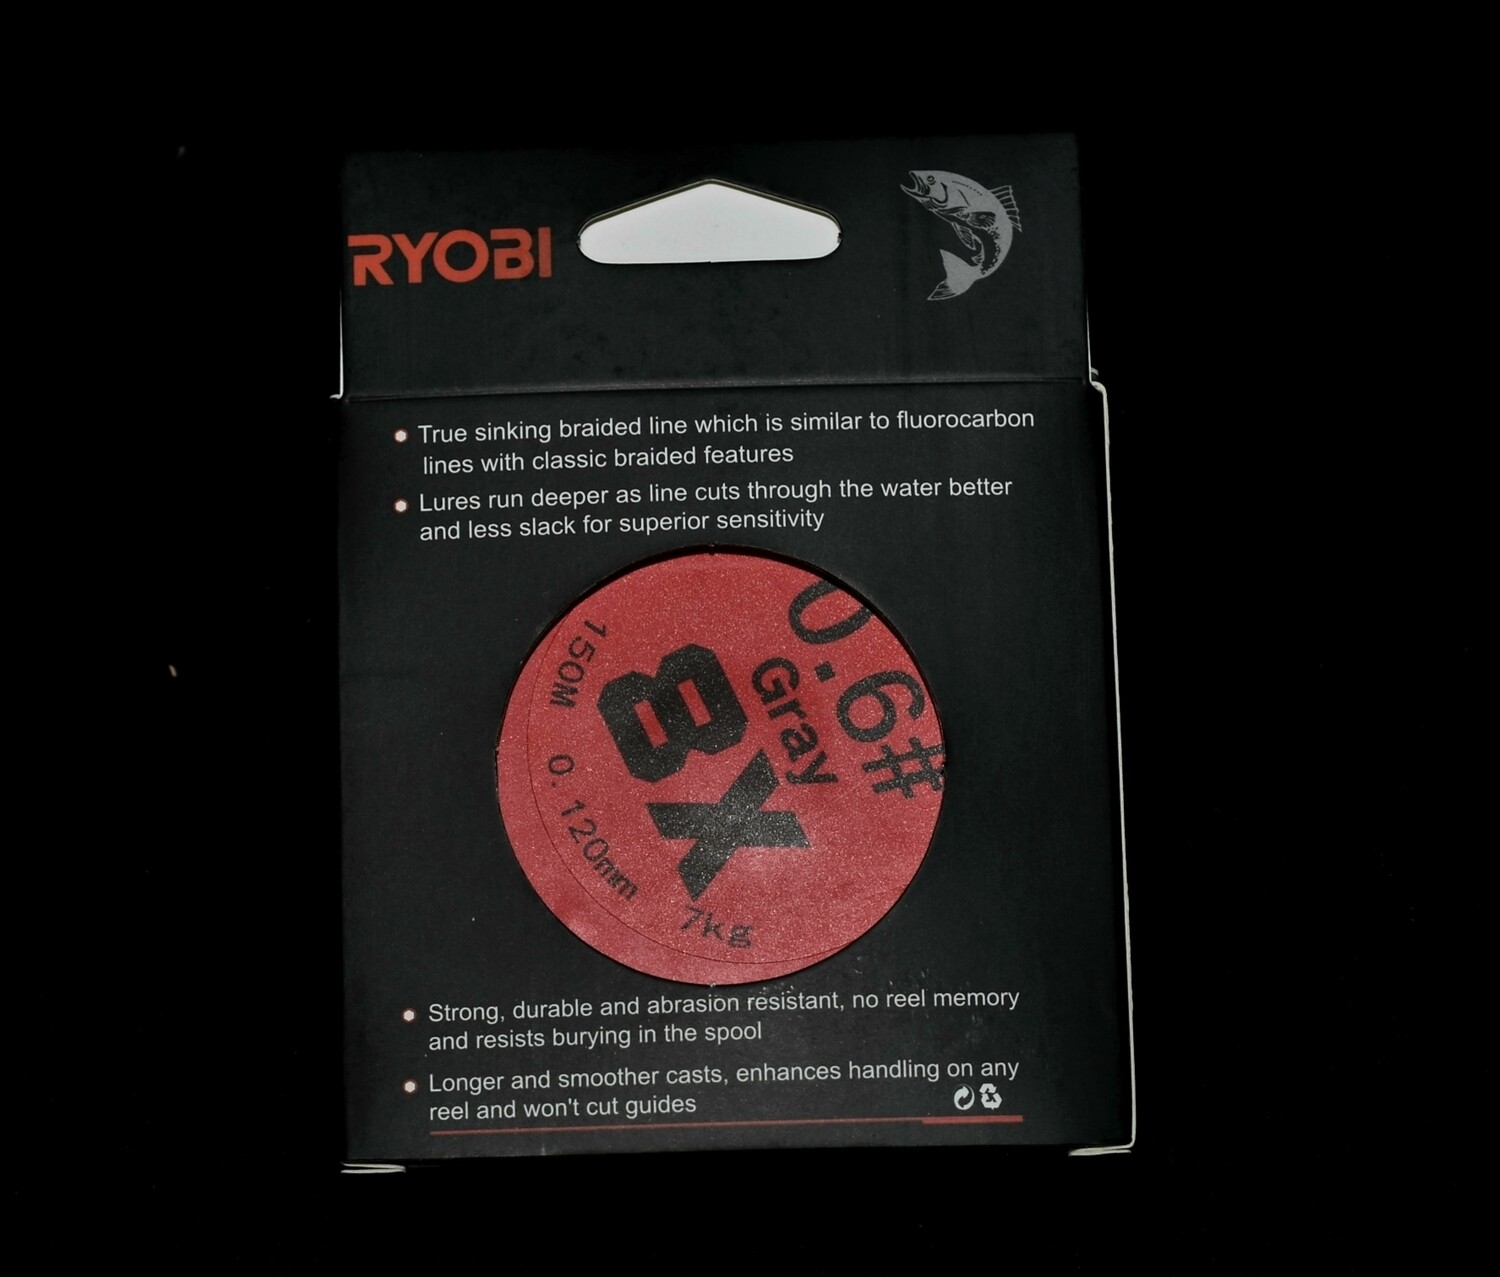 RYOBI
True sinking braided line which is similar to fluorocarbon
lines with classic braided features
Lures run deeper as line cuts through the water better
and less slack for superior sensitivity
0.6#
Gray
8X
150M 0.120mm 7kg
Strong, durable and abrasion resistant, no reel memory
and resists burying in the spool
Longer and smoother casts, enhances handling on any
reel and won't cut guides